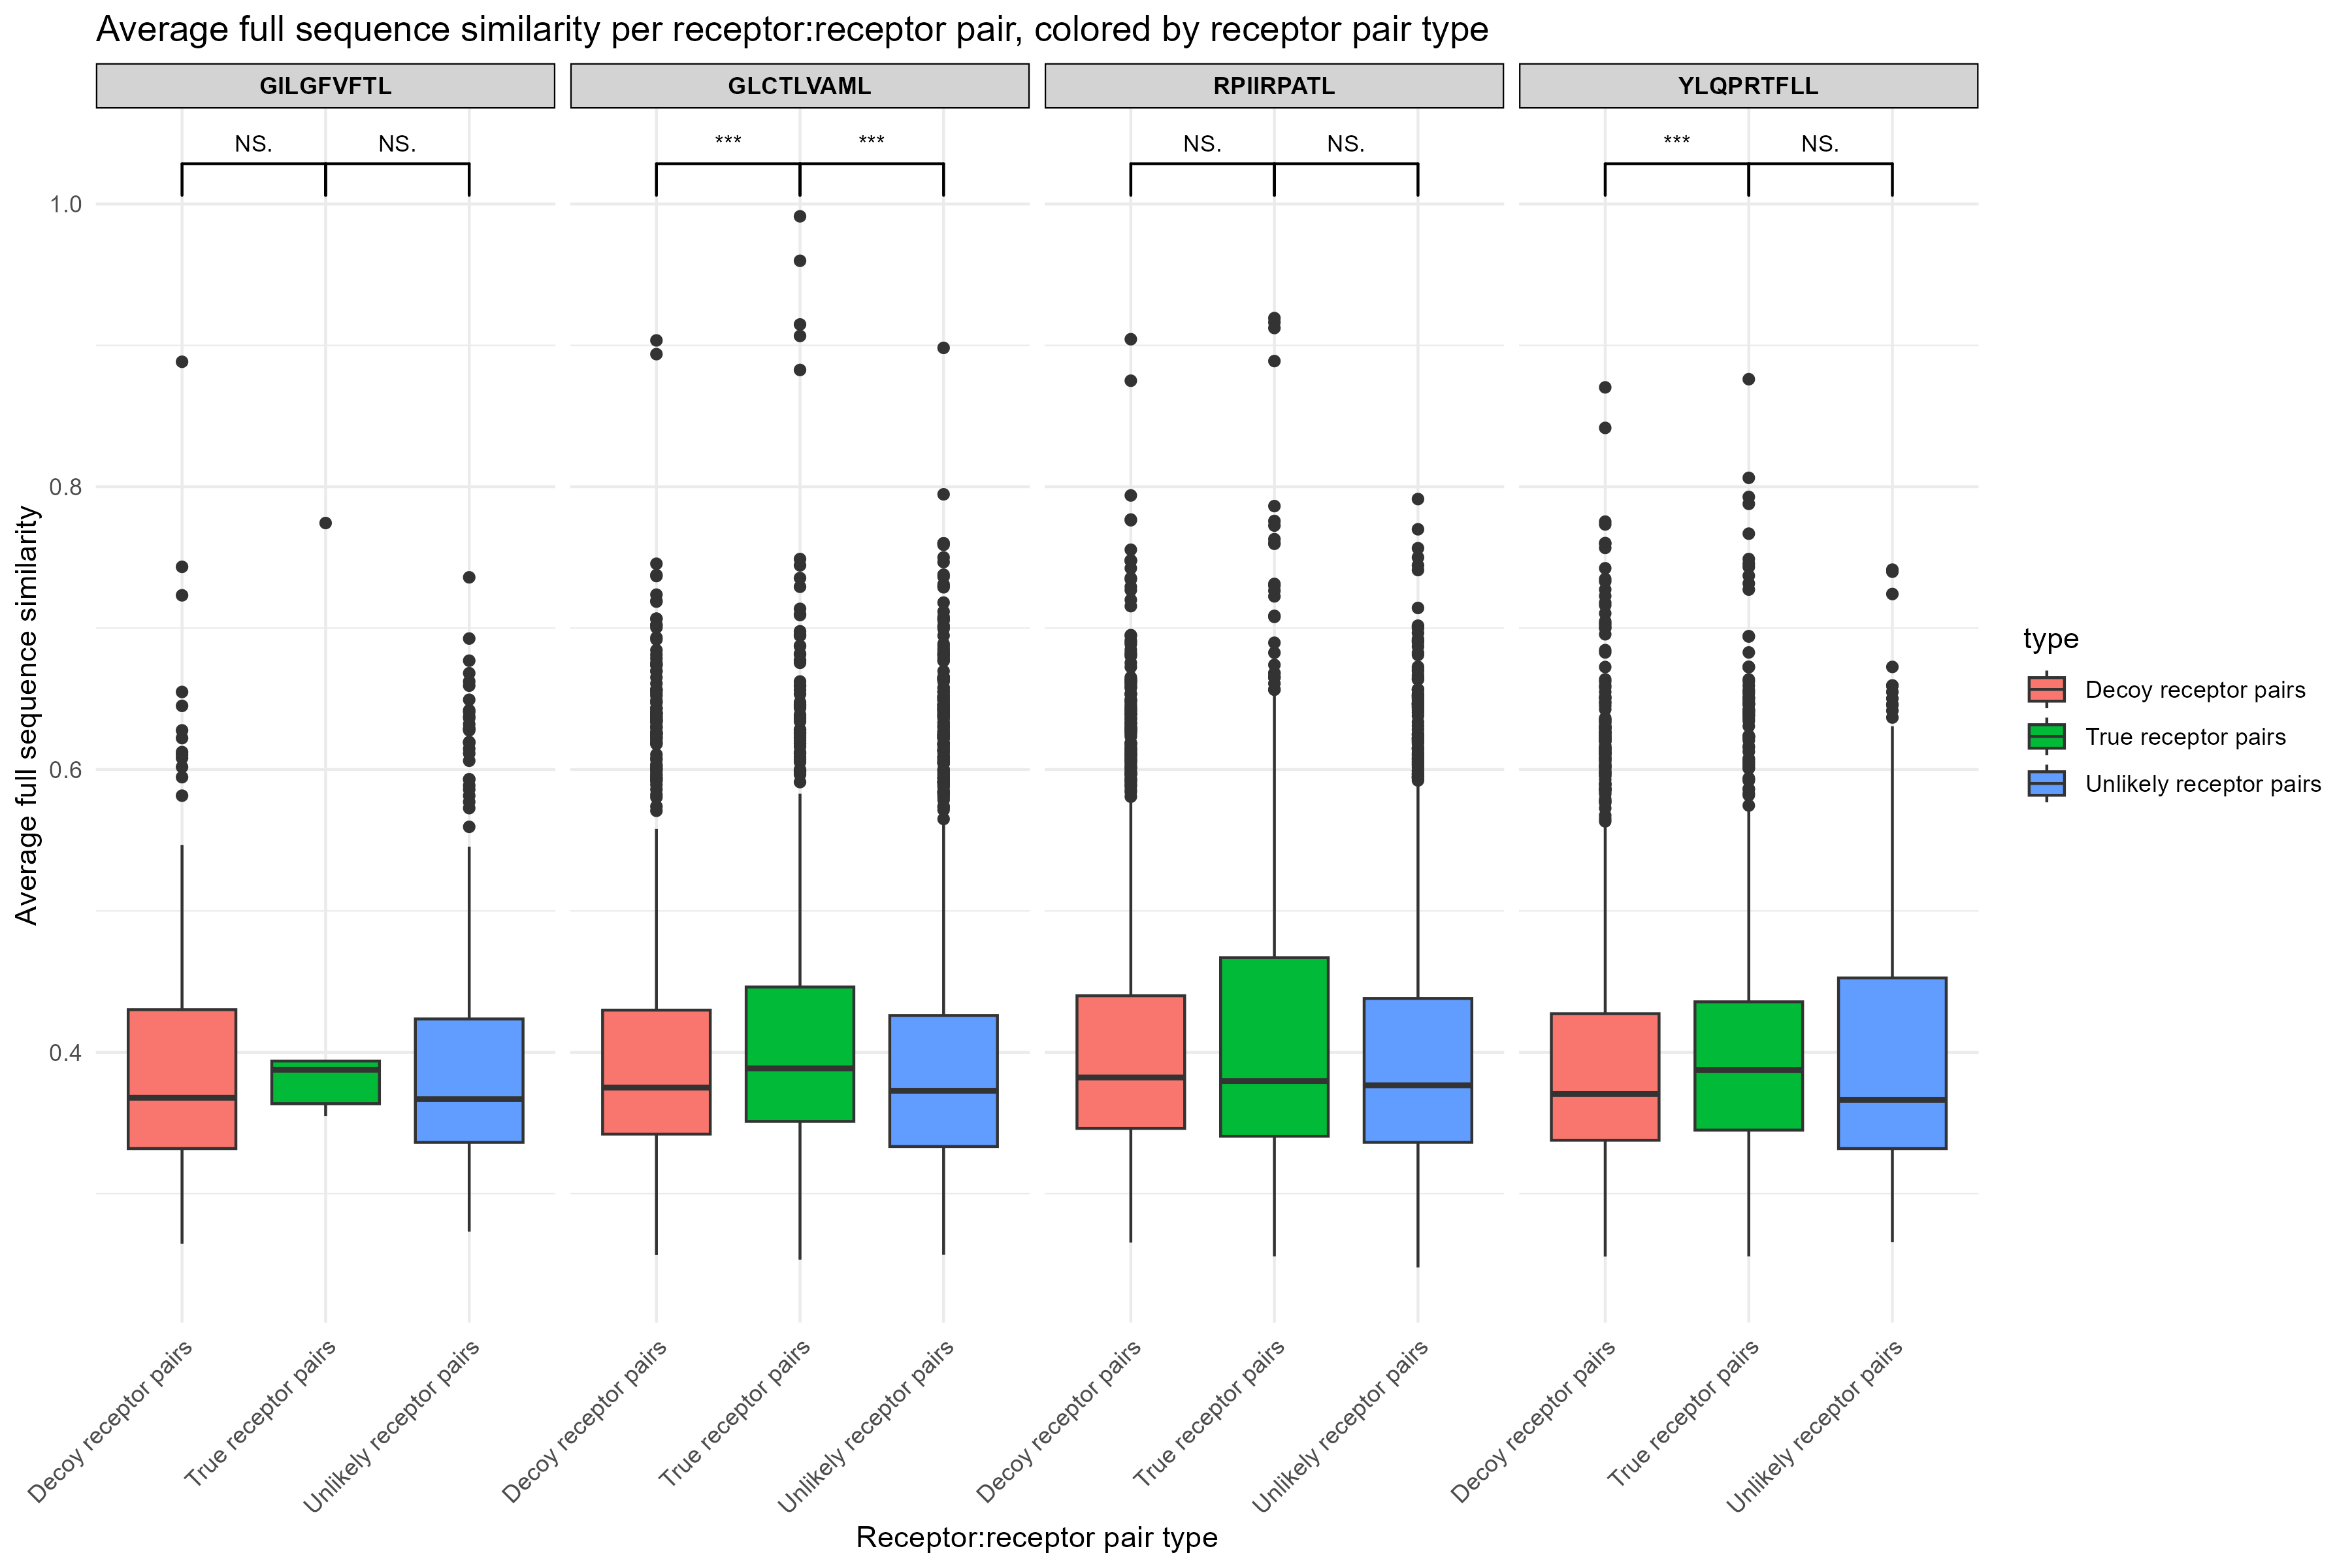 Average full sequence similarity per receptor:receptor pair, colored by receptor pair type
GILGFVFTL GLCTLVAML RPIIRPATL YLQPRTFLL
NS. NS. *** *** NS. NS. *** NS.
1.0
0.8
0.6
0.4
Average full sequence similarity
type
Decoy receptor pairs
True receptor pairs
Unlikely receptor pairs
Decoy receptor pairs
True receptor pairs
Unlikely receptor pairs
Decoy receptor pairs
True receptor pairs
Unlikely receptor pairs
Decoy receptor pairs
True receptor pairs
Unlikely receptor pairs
Decoy receptor pairs
True receptor pairs
Unlikely receptor pairs
Receptor:receptor pair type